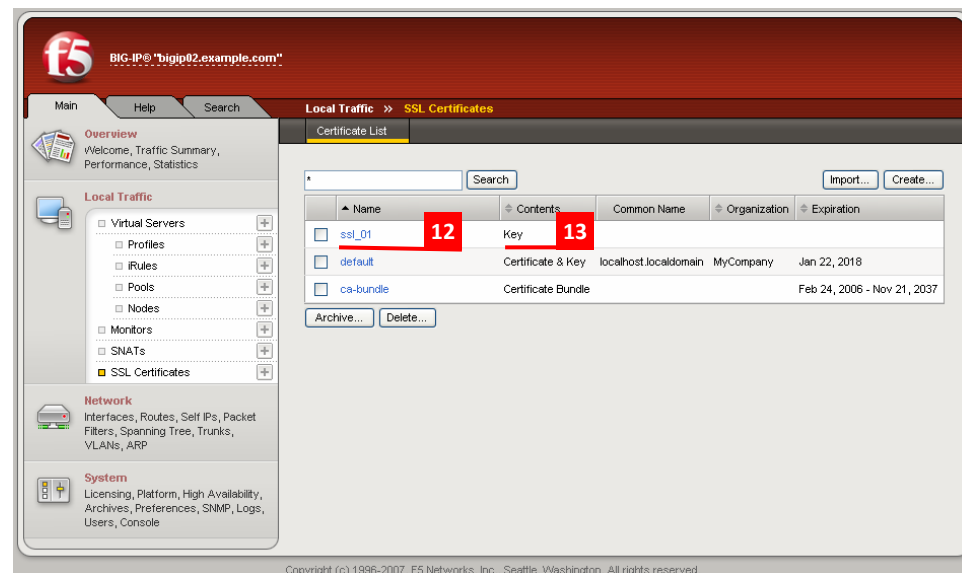 f5
BIG-IP® "bigip02.example.com"
Main Help Search
Local Traffic » SSL Certificates
Certificate List
Overview
Welcome, Traffic Summary,
Performance, Statistics
Local Traffic
Virtual Servers
Profiles
iRules
Pools
Nodes
Monitors
SNATs
SSL Certificates
Network
Interfaces, Routes, Self IPs, Packet
Filters, Spanning Tree, Trunks,
VLANs, ARP
System
Licensing, Platform, High Availability,
Archives, Preferences, SNMP, Logs,
Users, Console
* Search Import... Create...
Name Contents Common Name Organization Expiration
ssl_01 12 Key 13
default Certificate & Key localhost.localdomain MyCompany Jan 22, 2018
ca-bundle Certificate Bundle Feb 24, 2006 - Nov 21, 2037
Archive... Delete...
Copyright (c) 1996-2007, F5 Networks, Inc., Seattle, Washington. All rights reserved.